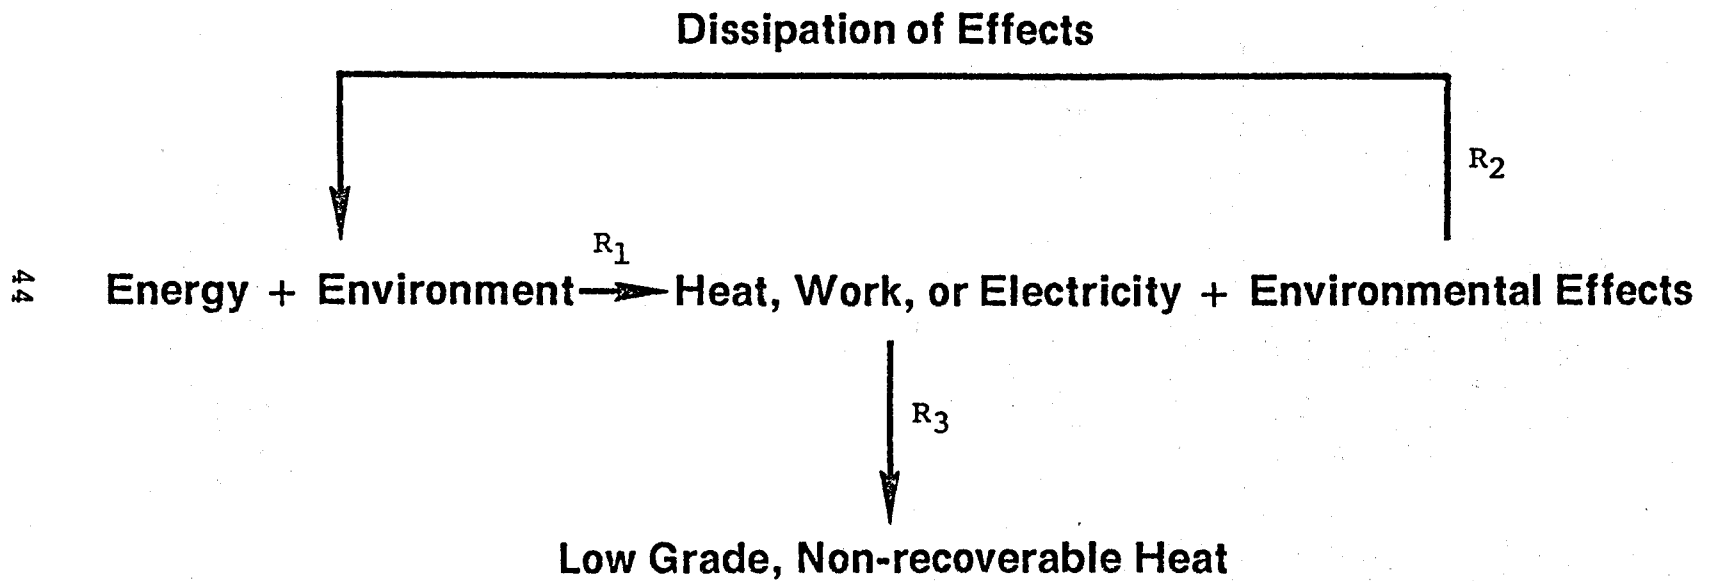 Dissipation of Effects
R2
R1
44
Energy + Environment Heat, Work, or Electricity + Environmental Effects
R3
Low Grade, Non-recoverable Heat